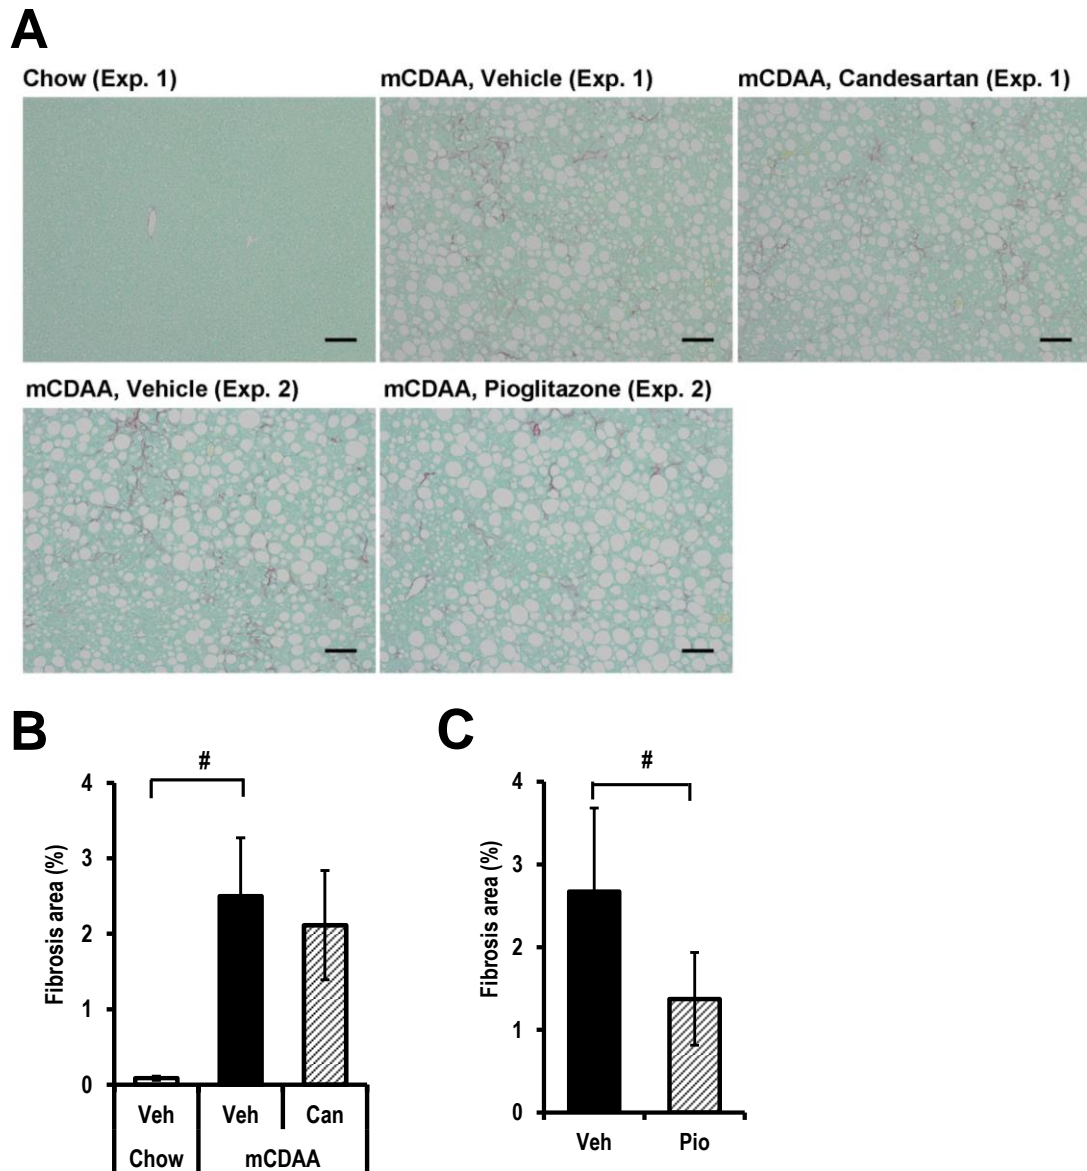 A
Chow (Exp. 1)
mCDAA, Vehicle (Exp. 1)
mCDAA, Candesartan (Exp. 1)
mCDAA, Vehicle (Exp. 2)
mCDAA, Pioglitazone (Exp. 2)
B
#
4
3
2
1
0
Fibrosis area (%)
Veh
Veh
Can
Chow
mCDAA
C
#
4
3
2
1
0
Fibrosis area (%)
Veh
Pio